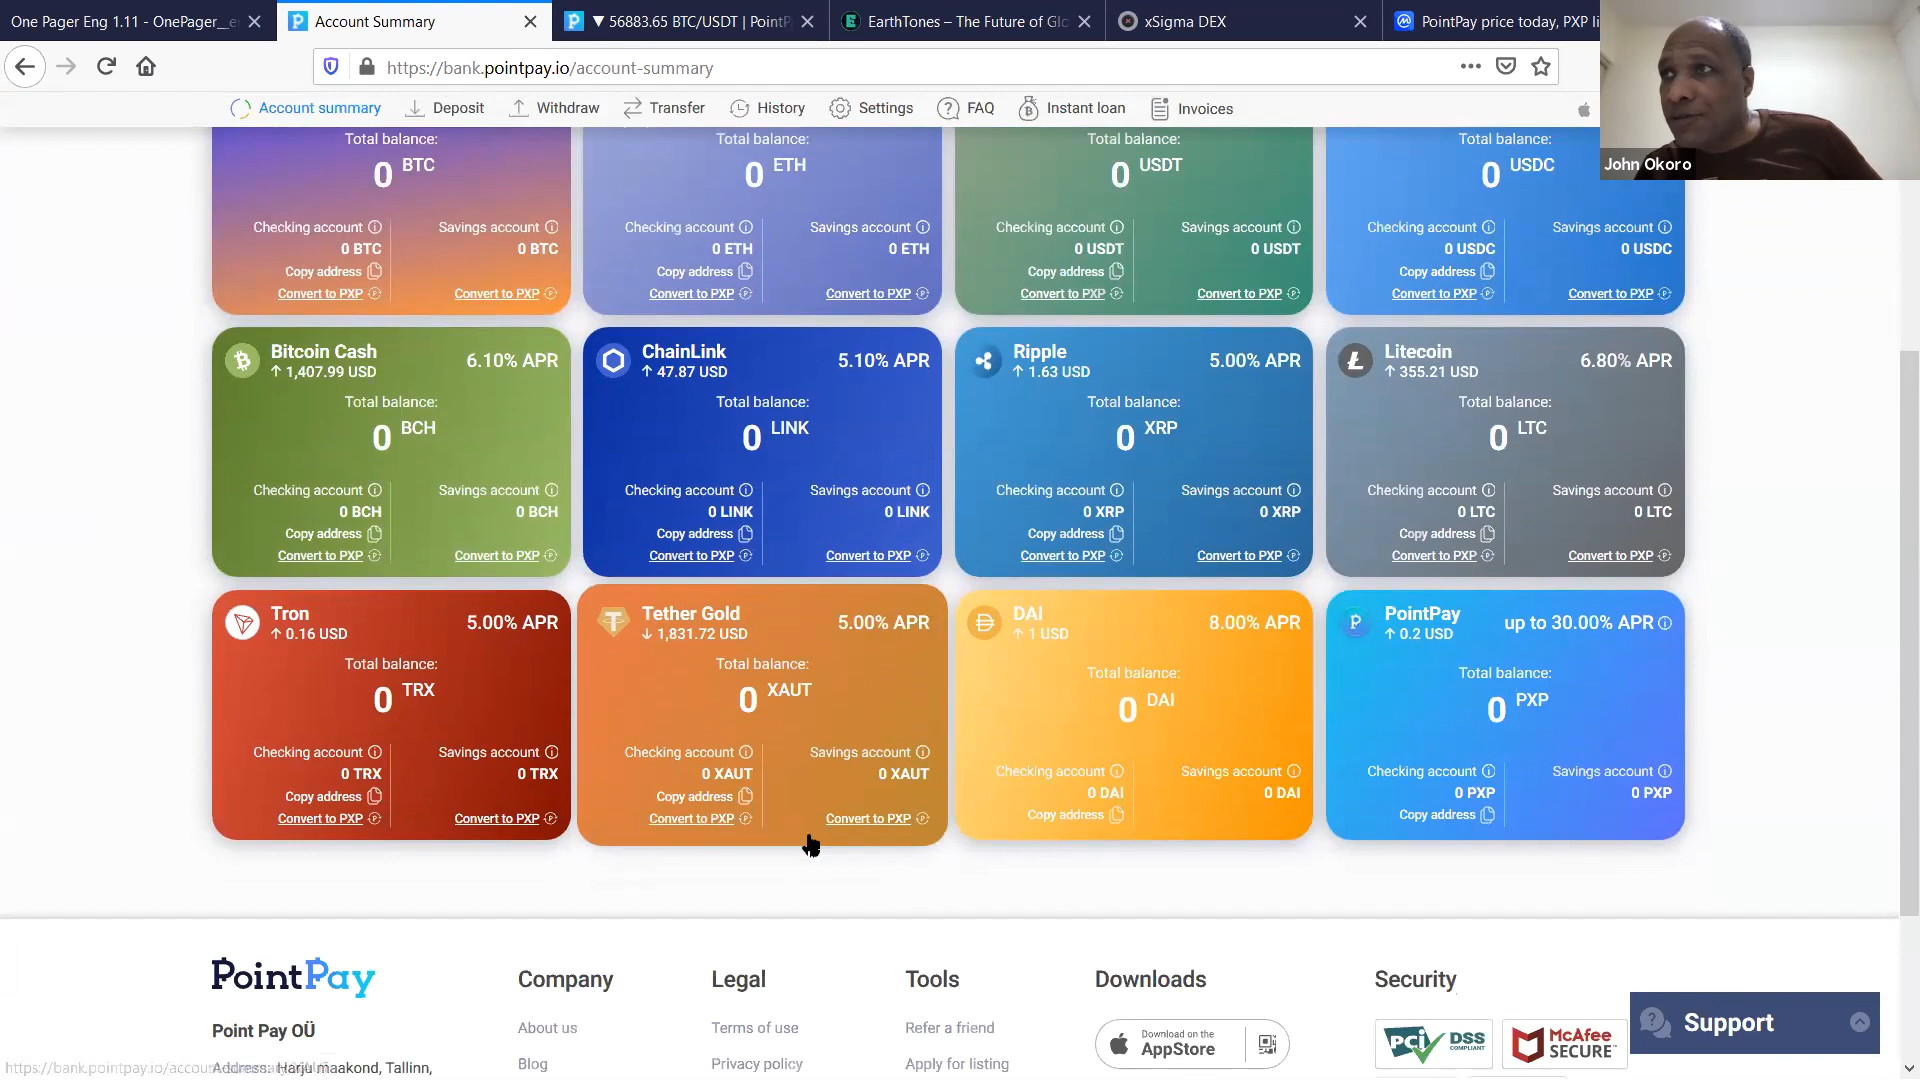 One Pager Eng 1.11 - OnePager_e
Account Summary
▼ 56883.65 BTC/USDT | PointP
EarthTones – The Future of Glo
xSigma DEX
PointPay price today, PXP li
https://bank.pointpay.io/account-summary
Account summary
Deposit
Withdraw
Transfer
History
Settings
FAQ
Instant loan
Invoices
John Okoro
Total balance:
0 BTC
Checking account
0 BTC
Copy address
Convert to PXP
Savings account
0 BTC
Convert to PXP
Total balance:
0 ETH
Checking account
0 ETH
Copy address
Convert to PXP
Savings account
0 ETH
Convert to PXP
Total balance:
0 USDT
Checking account
0 USDT
Copy address
Convert to PXP
Savings account
0 USDT
Convert to PXP
Total balance:
0 USDC
Checking account
0 USDC
Copy address
Convert to PXP
Savings account
0 USDC
Convert to PXP
Bitcoin Cash
↑ 1,407.99 USD
6.10% APR
Total balance:
0 BCH
Checking account
0 BCH
Copy address
Convert to PXP
Savings account
0 BCH
Convert to PXP
ChainLink
↑ 47.87 USD
5.10% APR
Total balance:
0 LINK
Checking account
0 LINK
Copy address
Convert to PXP
Savings account
0 LINK
Convert to PXP
Ripple
↑ 1.63 USD
5.00% APR
Total balance:
0 XRP
Checking account
0 XRP
Copy address
Convert to PXP
Savings account
0 XRP
Convert to PXP
Litecoin
↑ 355.21 USD
6.80% APR
Total balance:
0 LTC
Checking account
0 LTC
Copy address
Convert to PXP
Savings account
0 LTC
Convert to PXP
Tron
↑ 0.16 USD
5.00% APR
Total balance:
0 TRX
Checking account
0 TRX
Copy address
Convert to PXP
Savings account
0 TRX
Convert to PXP
Tether Gold
↓ 1,831.72 USD
5.00% APR
Total balance:
0 XAUT
Checking account
0 XAUT
Copy address
Convert to PXP
Savings account
0 XAUT
Convert to PXP
DAI
↑ 1 USD
8.00% APR
Total balance:
0 DAI
Checking account
0 DAI
Copy address
Savings account
0 DAI
PointPay
↑ 0.2 USD
up to 30.00% APR
Total balance:
0 PXP
Checking account
0 PXP
Copy address
Savings account
0 PXP
PointPay
Point Pay OÜ
Address: Harju maakond, Tallinn,
Company
About us
Blog
Legal
Terms of use
Privacy policy
Tools
Refer a friend
Apply for listing
Downloads
Download on the
AppStore
Security
PCI DSS
COMPLIANT
McAfee
SECURE
Support